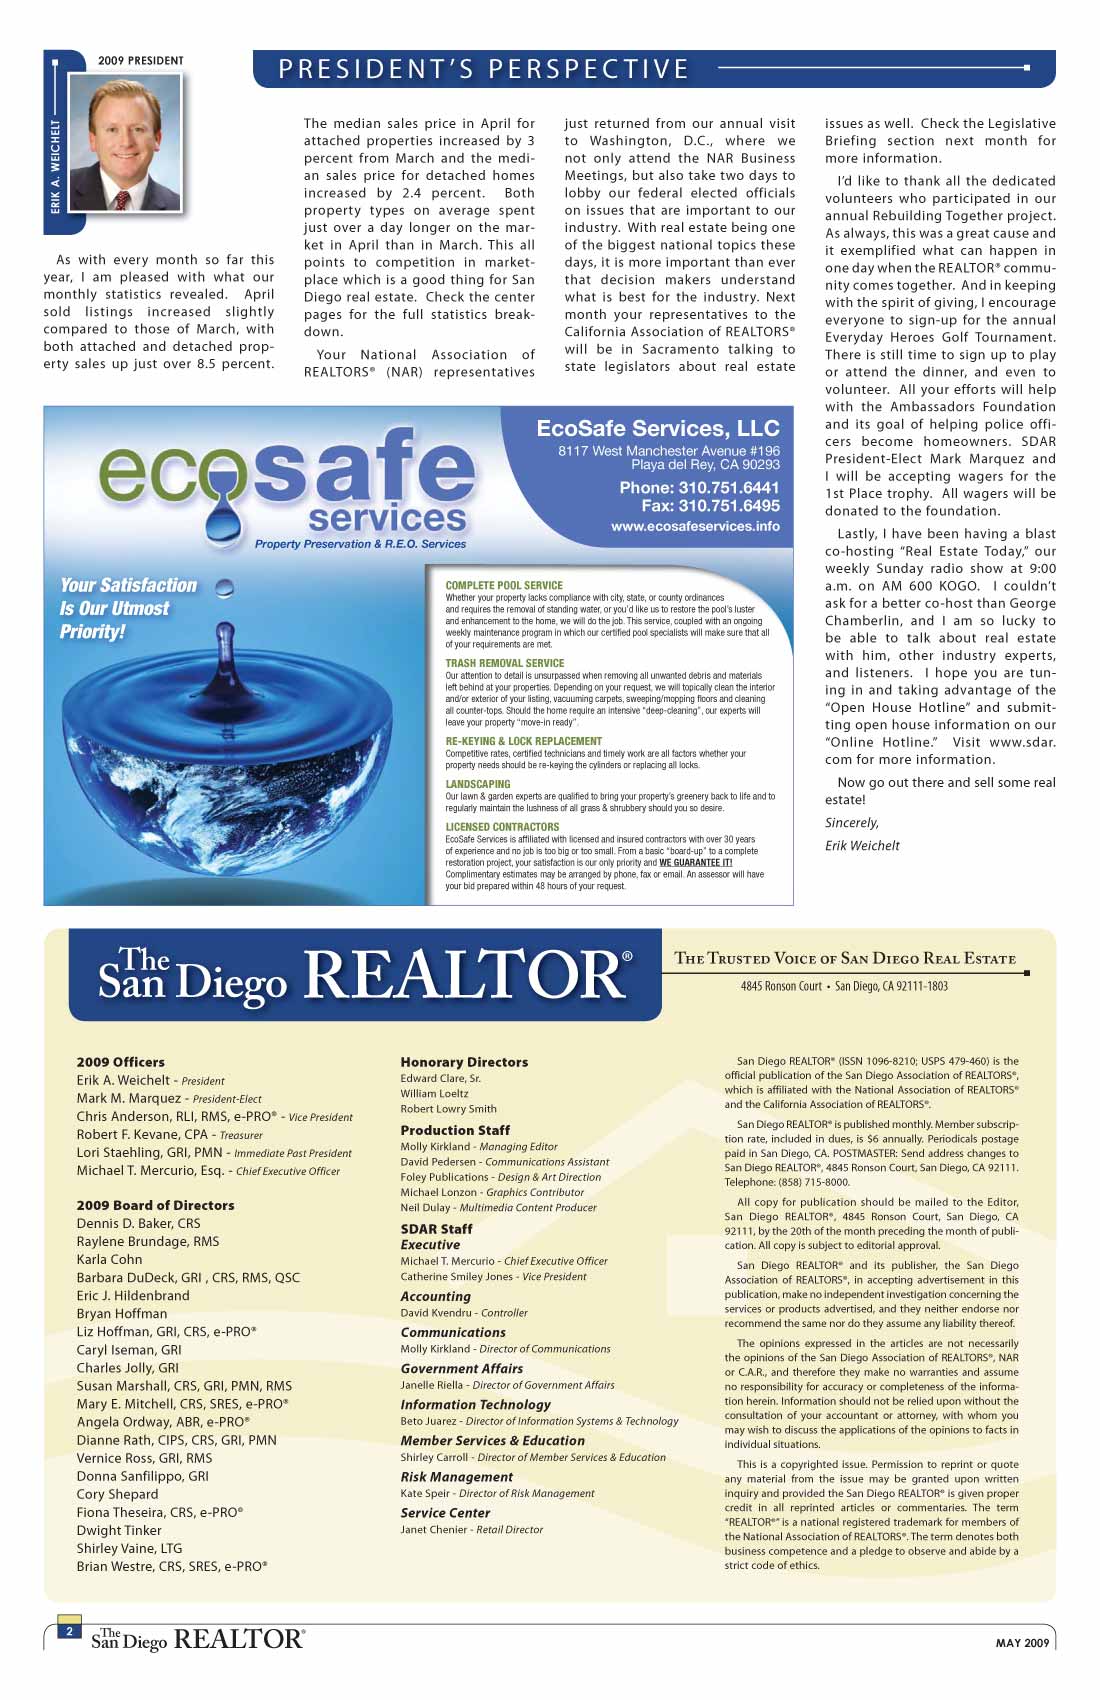 2009 PRESIDENT
ERIK A. WEICHELT
PRESIDENT'S PERSPECTIVE
As with every month so far this
year, I am pleased with what our
monthly statistics revealed. April
sold listings increased slightly
compared to those of March, with
both attached and detached prop-
erty sales up just over 8.5 percent.
The median sales price in April for
attached properties increased by 3
percent from March and the medi-
an sales price for detached homes
increased by 2.4 percent. Both
property types on average spent
just over a day longer on the mar-
ket in April than in March. This all
points to competition in market-
place which is a good thing for San
Diego real estate. Check the center
pages for the full statistics break-
down.
Your National Association of
REALTORS® (NAR) representatives
just returned from our annual visit
to Washington, D.C., where we
not only attend the NAR Business
Meetings, but also take two days to
lobby our federal elected officials
on issues that are important to our
industry. With real estate being one
of the biggest national topics these
days, it is more important than ever
that decision makers understand
what is best for the industry. Next
month your representatives to the
California Association of REALTORS®
will be in Sacramento talking to
state legislators about real estate
issues as well. Check the Legislative
Briefing section next month for
more information.
I'd like to thank all the dedicated
volunteers who participated in our
annual Rebuilding Together project.
As always, this was a great cause and
it exemplified what can happen in
one day when the REALTOR® commu-
nity comes together. And in keeping
with the spirit of giving, I encourage
everyone to sign-up for the annual
Everyday Heroes Golf Tournament.
There is still time to sign up to play
or attend the dinner, and even to
volunteer. All your efforts will help
with the Ambassadors Foundation
and its goal of helping police offi-
cers become homeowners. SDAR
President-Elect Mark Marquez and
I will be accepting wagers for the
1st Place trophy. All wagers will be
donated to the foundation.
Lastly, I have been having a blast
co-hosting "Real Estate Today," our
weekly Sunday radio show at 9:00
a.m. on AM 600 KOGO. I couldn't
ask for a better co-host than George
Chamberlin, and I am so lucky to
be able to talk about real estate
with him, other industry experts,
and listeners. I hope you are tun-
ing in and taking advantage of the
"Open House Hotline" and submit-
ting open house information on our
"Online Hotline." Visit www.sdar.
com for more information.
Now go out there and sell some real
estate!
Sincerely,
Erik Weichelt
ecosafe
services
Property Preservation & R.E.O. Services
EcoSafe Services, LLC
8117 West Manchester Avenue #196
Playa del Rey, CA 90293
Phone: 310.751.6441
Fax: 310.751.6495
www.ecosafeservices.info
Your Satisfaction
Is Our Utmost
Priority!
COMPLETE POOL SERVICE
Whether your property lacks compliance with city, state, or county ordinances
and requires the removal of standing water, or you'd like us to restore the pool's luster
and enhancement to the home, we will do the job. This service, coupled with an ongoing
weekly maintenance program in which our certified pool specialists will make sure that all
of your requirements are met.
TRASH REMOVAL SERVICE
Our attention to detail is unsurpassed when removing all unwanted debris and materials
left behind at your properties. Depending on your request, we will topically clean the interior
and/or exterior of your listing, vacuuming carpets, sweeping/mopping floors and cleaning
all counter-tops. Should the home require an intensive "deep-cleaning", our experts will
leave your property "move-in ready".
RE-KEYING & LOCK REPLACEMENT
Competitive rates, certified technicians and timely work are all factors whether your
property needs should be re-keying the cylinders or replacing all locks.
LANDSCAPING
Our lawn & garden experts are qualified to bring your property's greenery back to life and to
regularly maintain the lushness of all grass & shrubbery should you so desire.
LICENSED CONTRACTORS
EcoSafe Services is affiliated with licensed and insured contractors with over 30 years
of experience and no job is too big or too small. From a basic "board-up" to a complete
restoration project, your satisfaction is our only priority and WE GUARANTEE IT!
Complimentary estimates may be arranged by phone, fax or email. An assessor will have
your bid prepared within 48 hours of your request.
The San Diego REALTOR®
THE TRUSTED VOICE OF SAN DIEGO REAL ESTATE
4845 Ronson Court • San Diego, CA 92111-1803
2009 Officers
Erik A. Weichelt - President
Mark M. Marquez - President-Elect
Chris Anderson, RLI, RMS, e-PRO® - Vice President
Robert F. Kevane, CPA - Treasurer
Lori Staehling, GRI, PMN - Immediate Past President
Michael T. Mercurio, Esq. - Chief Executive Officer
2009 Board of Directors
Dennis D. Baker, CRS
Raylene Brundage, RMS
Karla Cohn
Barbara DuDeck, GRI , CRS, RMS, QSC
Eric J. Hildenbrand
Bryan Hoffman
Liz Hoffman, GRI, CRS, e-PRO®
Caryl Iseman, GRI
Charles Jolly, GRI
Susan Marshall, CRS, GRI, PMN, RMS
Mary E. Mitchell, CRS, SRES, e-PRO®
Angela Ordway, ABR, e-PRO®
Dianne Rath, CIPS, CRS, GRI, PMN
Vernice Ross, GRI, RMS
Donna Sanfilippo, GRI
Cory Shepard
Fiona Theseira, CRS, e-PRO®
Dwight Tinker
Shirley Vaine, LTG
Brian Westre, CRS, SRES, e-PRO®
Honorary Directors
Edward Clare, Sr.
William Loeltz
Robert Lowry Smith
Production Staff
Molly Kirkland - Managing Editor
David Pedersen - Communications Assistant
Foley Publications - Design & Art Direction
Michael Lonzon - Graphics Contributor
Neil Dulay - Multimedia Content Producer
SDAR Staff
Executive
Michael T. Mercurio - Chief Executive Officer
Catherine Smiley Jones - Vice President
Accounting
David Kvendru - Controller
Communications
Molly Kirkland - Director of Communications
Government Affairs
Janelle Riella - Director of Government Affairs
Information Technology
Beto Juarez - Director of Information Systems & Technology
Member Services & Education
Shirley Carroll - Director of Member Services & Education
Risk Management
Kate Speir - Director of Risk Management
Service Center
Janet Chenier - Retail Director
San Diego REALTOR® (ISSN 1096-8210; USPS 479-460) is the
official publication of the San Diego Association of REALTORS®,
which is affiliated with the National Association of REALTORS®
and the California Association of REALTORS®.
San Diego REALTOR® is published monthly. Member subscrip-
tion rate, included in dues, is $6 annually. Periodicals postage
paid in San Diego, CA. POSTMASTER: Send address changes to
San Diego REALTOR®, 4845 Ronson Court, San Diego, CA 92111.
Telephone: (858) 715-8000.
All copy for publication should be mailed to the Editor,
San Diego REALTOR®, 4845 Ronson Court, San Diego, CA
92111, by the 20th of the month preceding the month of publi-
cation. All copy is subject to editorial approval.
San Diego REALTOR® and its publisher, the San Diego
Association of REALTORS®, in accepting advertisement in this
publication, make no independent investigation concerning the
services or products advertised, and they neither endorse nor
recommend the same nor do they assume any liability thereof.
The opinions expressed in the articles are not necessarily
the opinions of the San Diego Association of REALTORS®, NAR
or C.A.R., and therefore they make no warranties and assume
no responsibility for accuracy or completeness of the informa-
tion herein. Information should not be relied upon without the
consultation of your accountant or attorney, with whom you
may wish to discuss the applications of the opinions to facts in
individual situations.
This is a copyrighted issue. Permission to reprint or quote
any material from the issue may be granted upon written
inquiry and provided the San Diego REALTOR® is given proper
credit in all reprinted articles or commentaries. The term
"REALTOR®" is a national registered trademark for members of
the National Association of REALTORS®. The term denotes both
business competence and a pledge to observe and abide by a
strict code of ethics.
2
The San Diego REALTOR®
MAY 2009